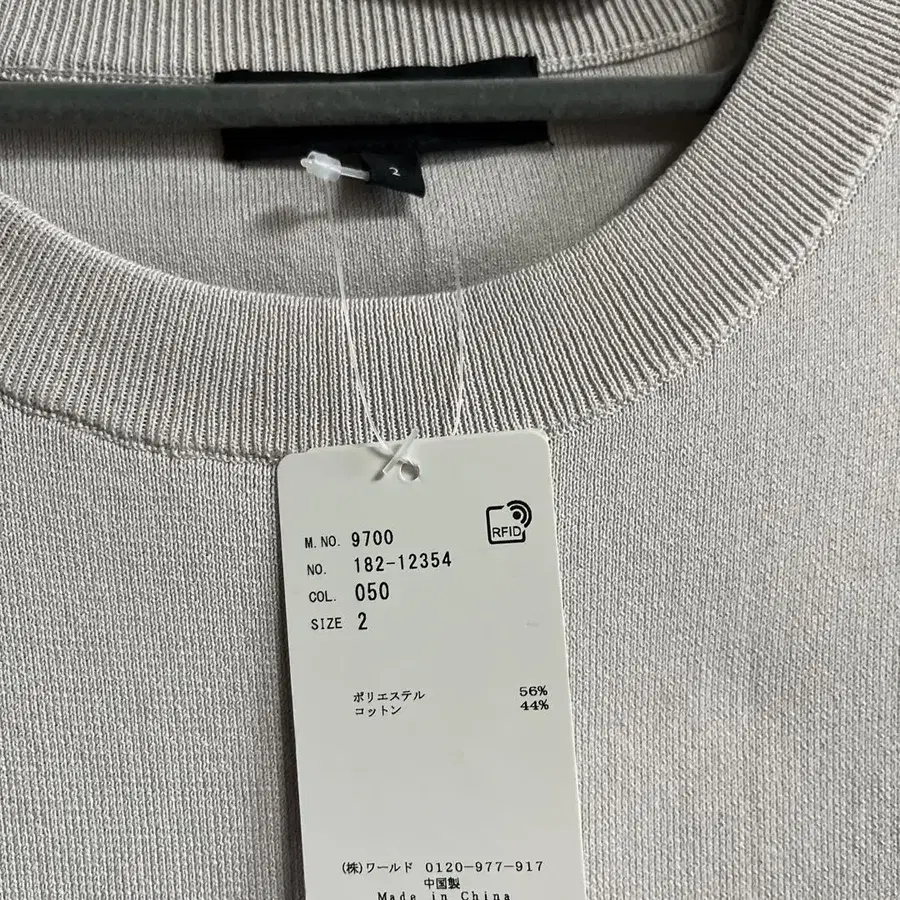 2
RFID
M.NO. 9700
NO. 182-12354
COL. 050
SIZE 2
ポリエステル 56%
コットン 44%
(株)ワールド 0120-977-917
中国製
Made in China